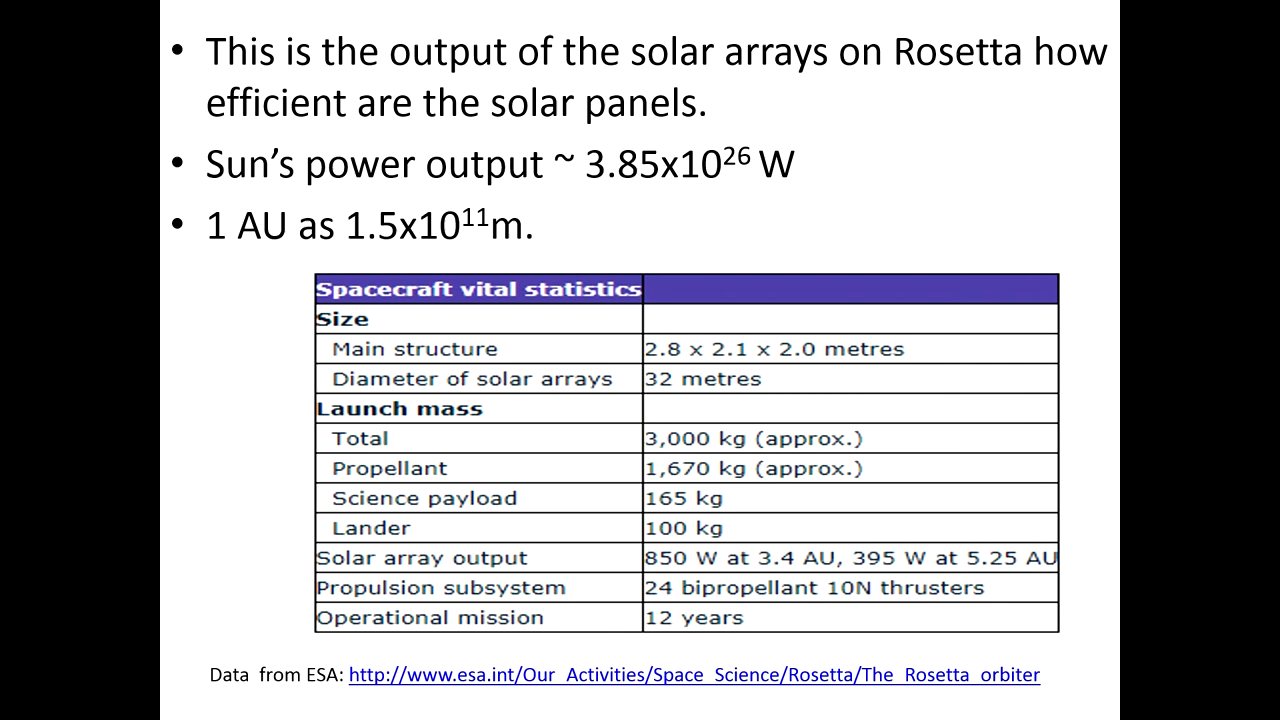 • This is the output of the solar arrays on Rosetta how
efficient are the solar panels.
• Sun’s power output ~ 3.85x10²⁶ W
• 1 AU as 1.5x10¹¹m.
Spacecraft vital statistics
Size
Main structure 2.8 x 2.1 x 2.0 metres
Diameter of solar arrays 32 metres
Launch mass
Total 3,000 kg (approx.)
Propellant 1,670 kg (approx.)
Science payload 165 kg
Lander 100 kg
Solar array output 850 W at 3.4 AU, 395 W at 5.25 AU
Propulsion subsystem 24 bipropellant 10N thrusters
Operational mission 12 years
Data from ESA: http://www.esa.int/Our_Activities/Space_Science/Rosetta/The_Rosetta_orbiter